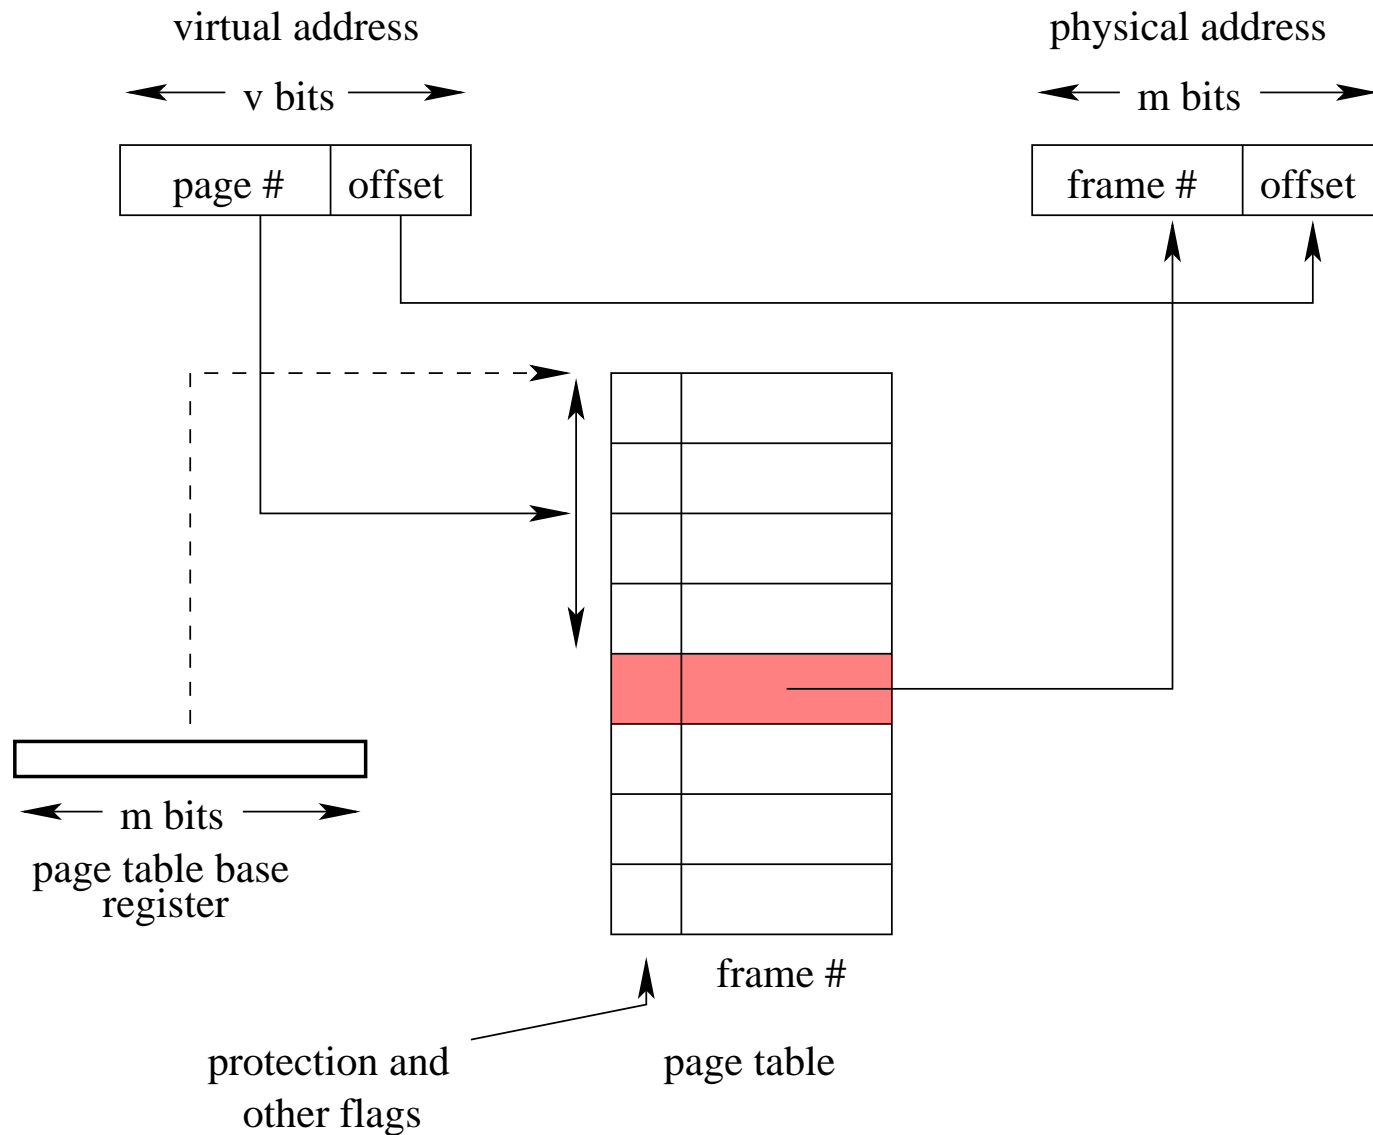 virtual address
physical address
v bits
m bits
page #
offset
frame #
offset
m bits
page table base
register
frame #
protection and
other flags
page table